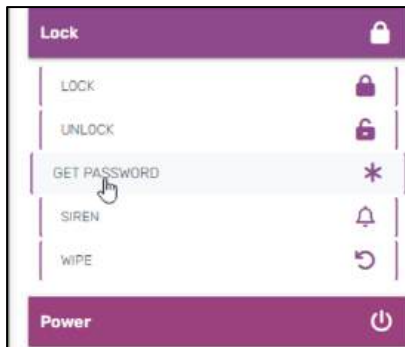 Lock
LOCK
UNLOCK
GET PASSWORD
SIREN
WIPE
Power